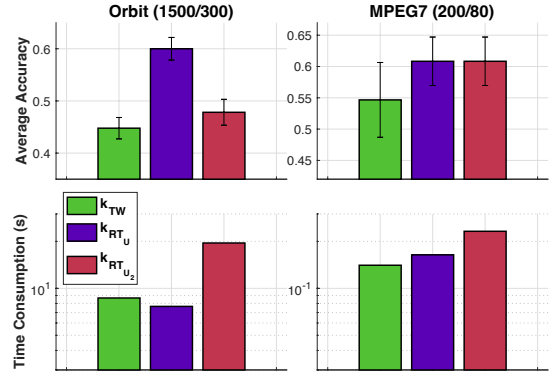 Orbit (1500/300)
MPEG7 (200/80)
Average Accuracy
0.6
0.5
0.4
0.65
0.6
0.55
0.5
0.45
Time Consumption (s)
k_TW
k_RT_U
k_RT_U_2
10^1
10^-1